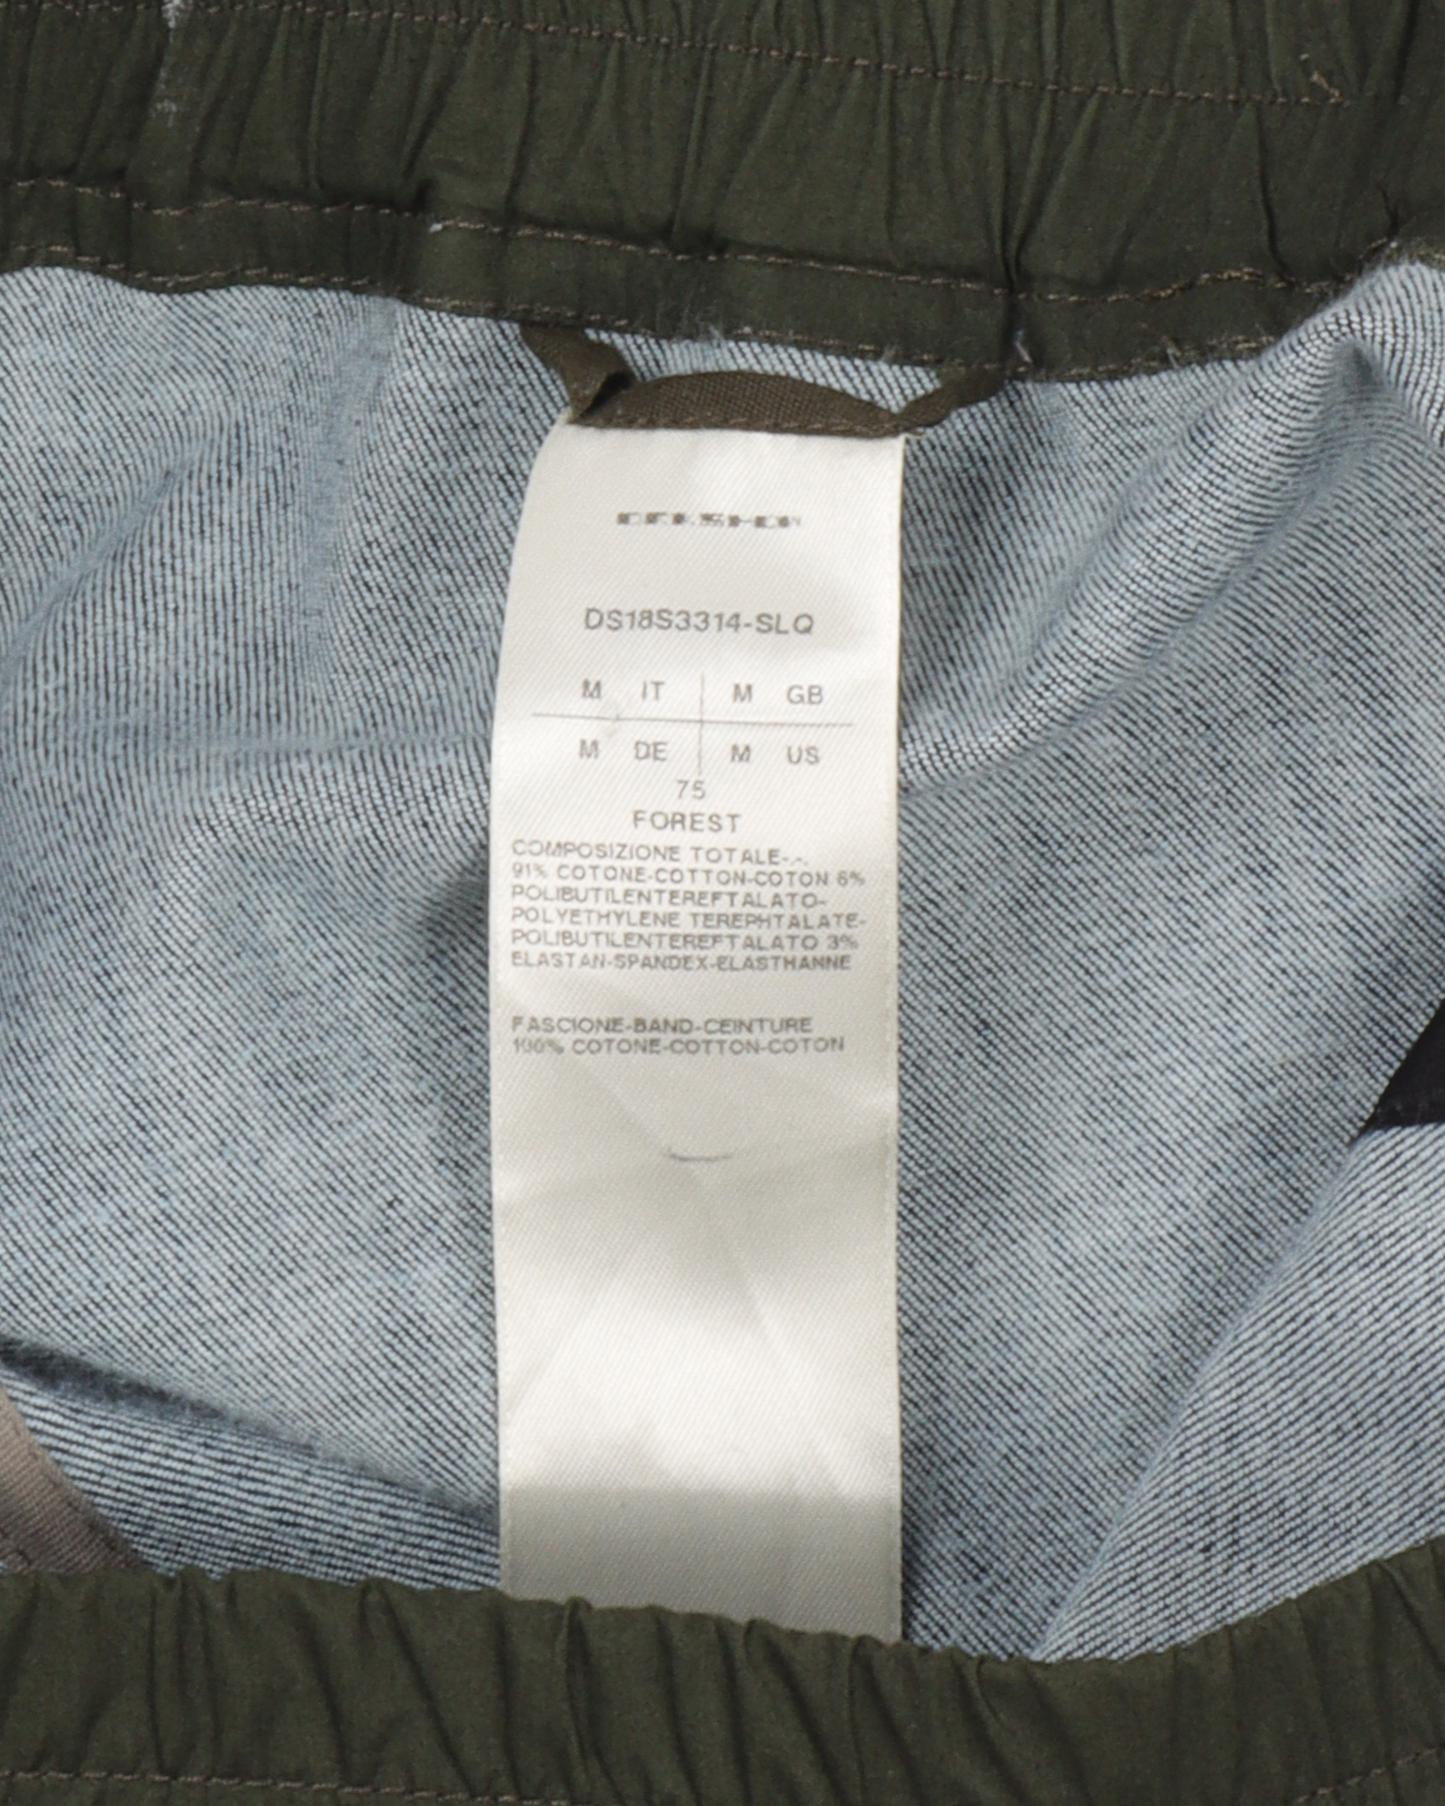 DRKSHDW
DS18S3314-SLQ
M IT M GB
M DE M US
75
FOREST
COMPOSIZIONE TOTALE-.-.
91% COTONE-COTTON-COTON 6%
POLIBUTILENTEREFTALATO-
POLYETHYLENE TEREPHTALATE-
POLIBUTILENTEREFTALATO 3%
ELASTAN-SPANDEX-ELASTHANNE
FASCIONE-BAND-CEINTURE
100% COTONE-COTTON-COTON